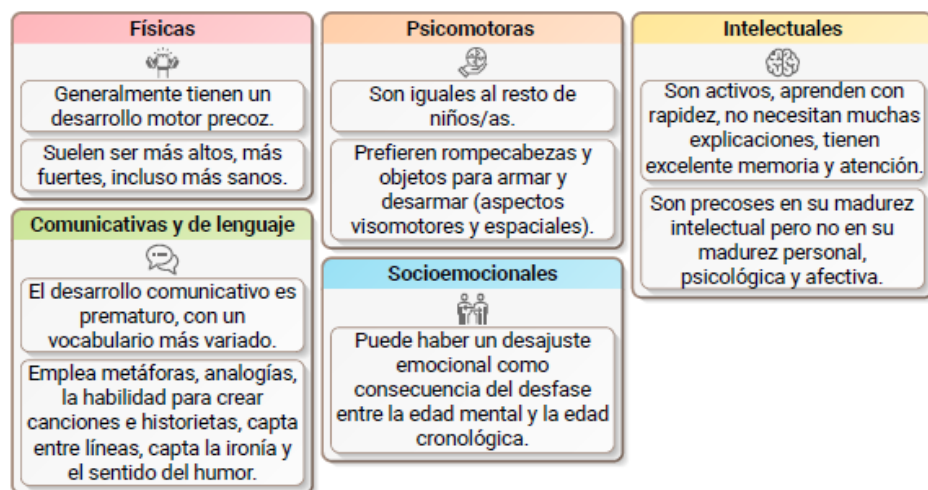 Físicas
Generalmente tienen un
desarrollo motor precoz.
Suelen ser más altos, más
fuertes, incluso más sanos.
Comunicativas y de lenguaje
El desarrollo comunicativo es
prematuro, con un
vocabulario más variado.
Emplea metáforas, analogías,
la habilidad para crear
canciones e historietas, capta
entre líneas, capta la ironía y
el sentido del humor.
Psicomotoras
Son iguales al resto de
niños/as.
Prefieren rompecabezas y
objetos para armar y
desarmar (aspectos
visomotores y espaciales).
Socioemocionales
Puede haber un desajuste
emocional como
consecuencia del desfase
entre la edad mental y la edad
cronológica.
Intelectuales
Son activos, aprenden con
rapidez, no necesitan muchas
explicaciones, tienen
excelente memoria y atención.
Son precoses en su madurez
intelectual pero no en su
madurez personal,
psicológica y afectiva.